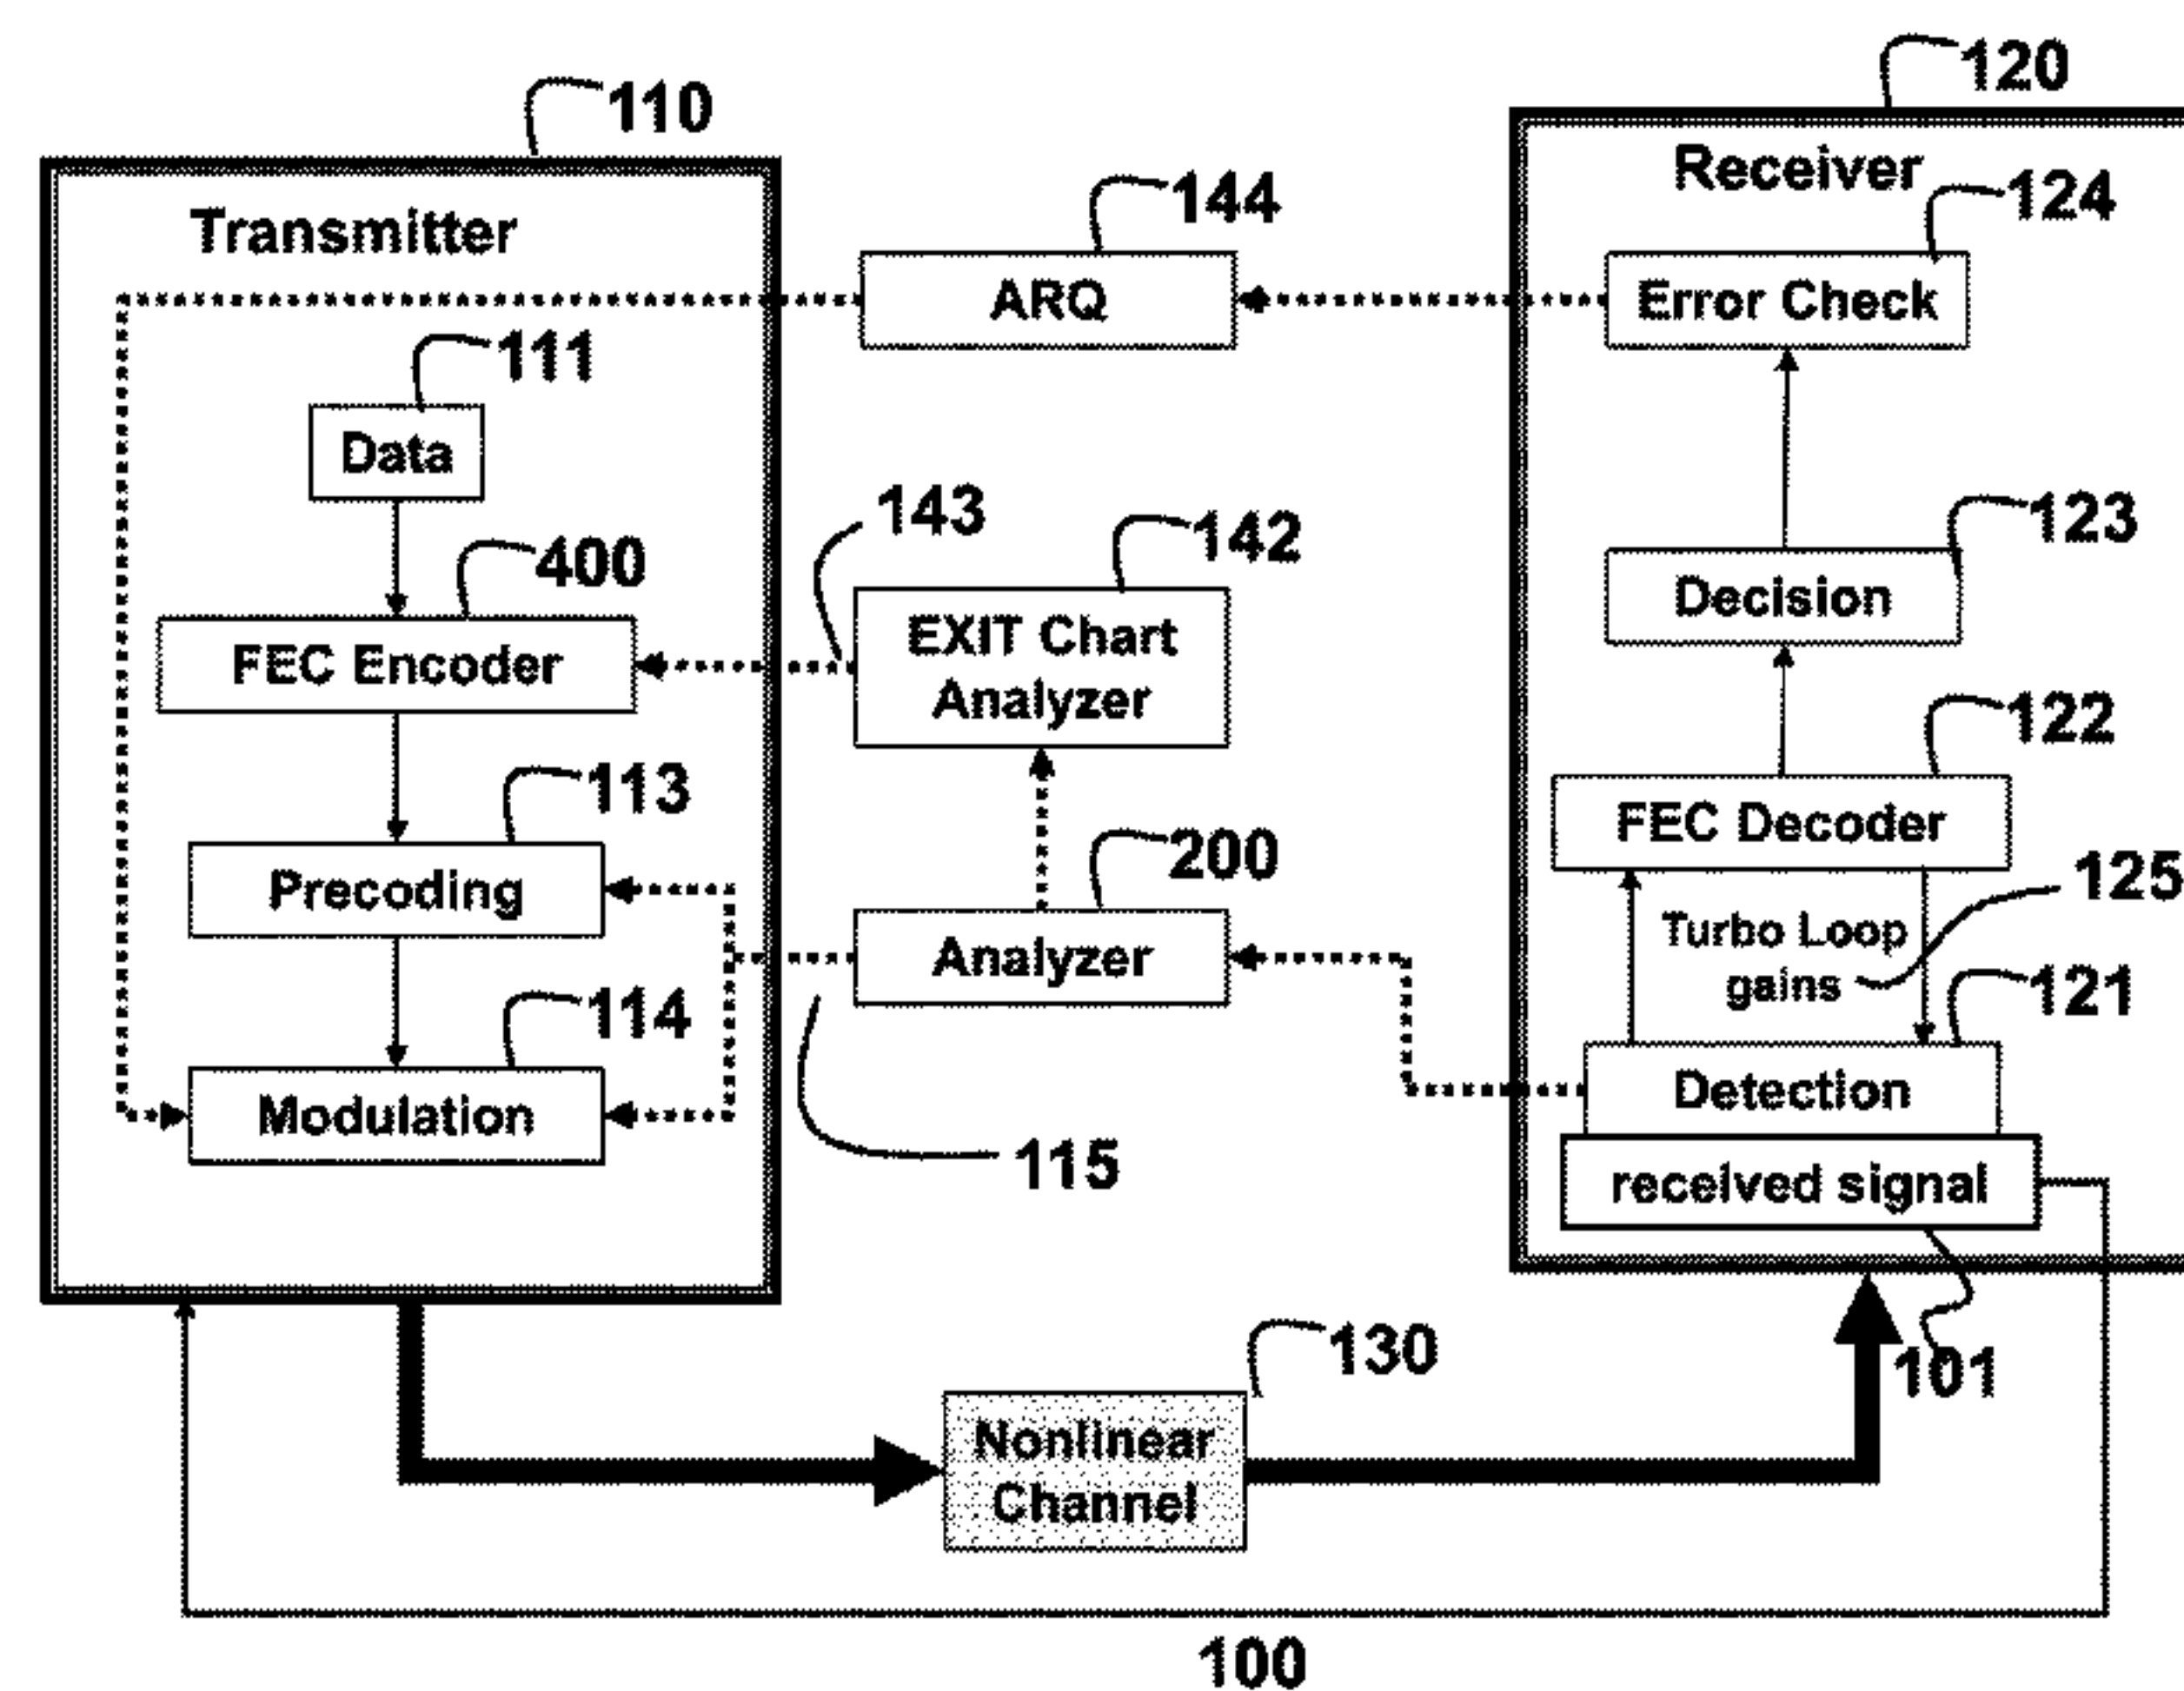 110
Transmitter
111
Data
400
FEC Encoder
113
Precoding
114
Modulation
144
ARQ
143
142
EXIT Chart
Analyzer
200
Analyzer
115
120
Receiver
124
Error Check
123
Decision
122
FEC Decoder
125
Turbo Loop
gains
121
Detection
received signal
101
130
Nonlinear
Channel
100